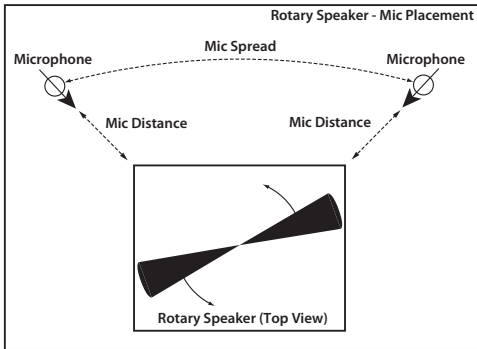 Rotary Speaker - Mic Placement
Mic Spread
Microphone
Microphone
Mic Distance
Mic Distance
Rotary Speaker (Top View)